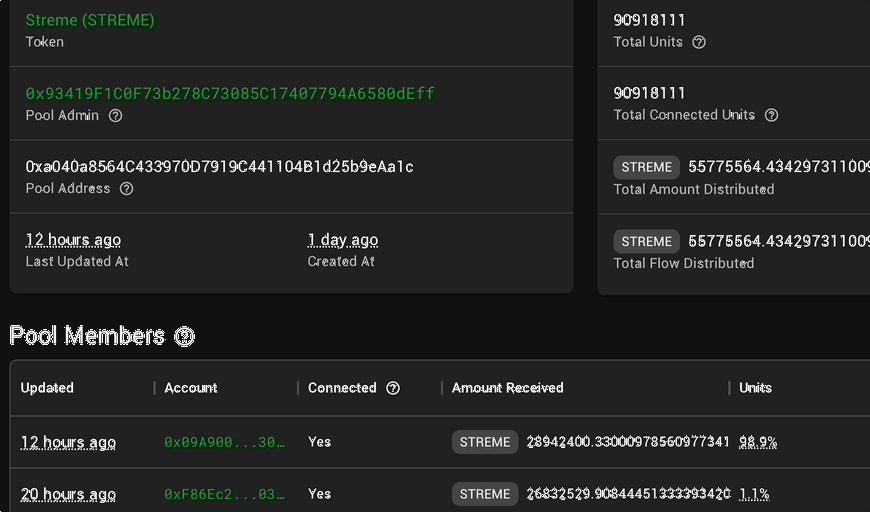 Streme (STREME)
Token
0x93419F1C0F73b278C73085C17407794A6580dEff
Pool Admin
0xa040a8564C433970D7919C441104B1d25b9eAa1c
Pool Address
12 hours ago 1 day ago
Last Updated At Created At
90918111
Total Units
90918111
Total Connected Units
STREME 55775564.434297311009
Total Amount Distributed
STREME 55775564.434297311009
Total Flow Distributed
Pool Members
Updated Account Connected Amount Received Units
12 hours ago 0x09A900...30… Yes STREME 28942400.33000978560977341 98.9%
20 hours ago 0xF86Ec2...03… Yes STREME 26832529.90844451333393420 1.1%